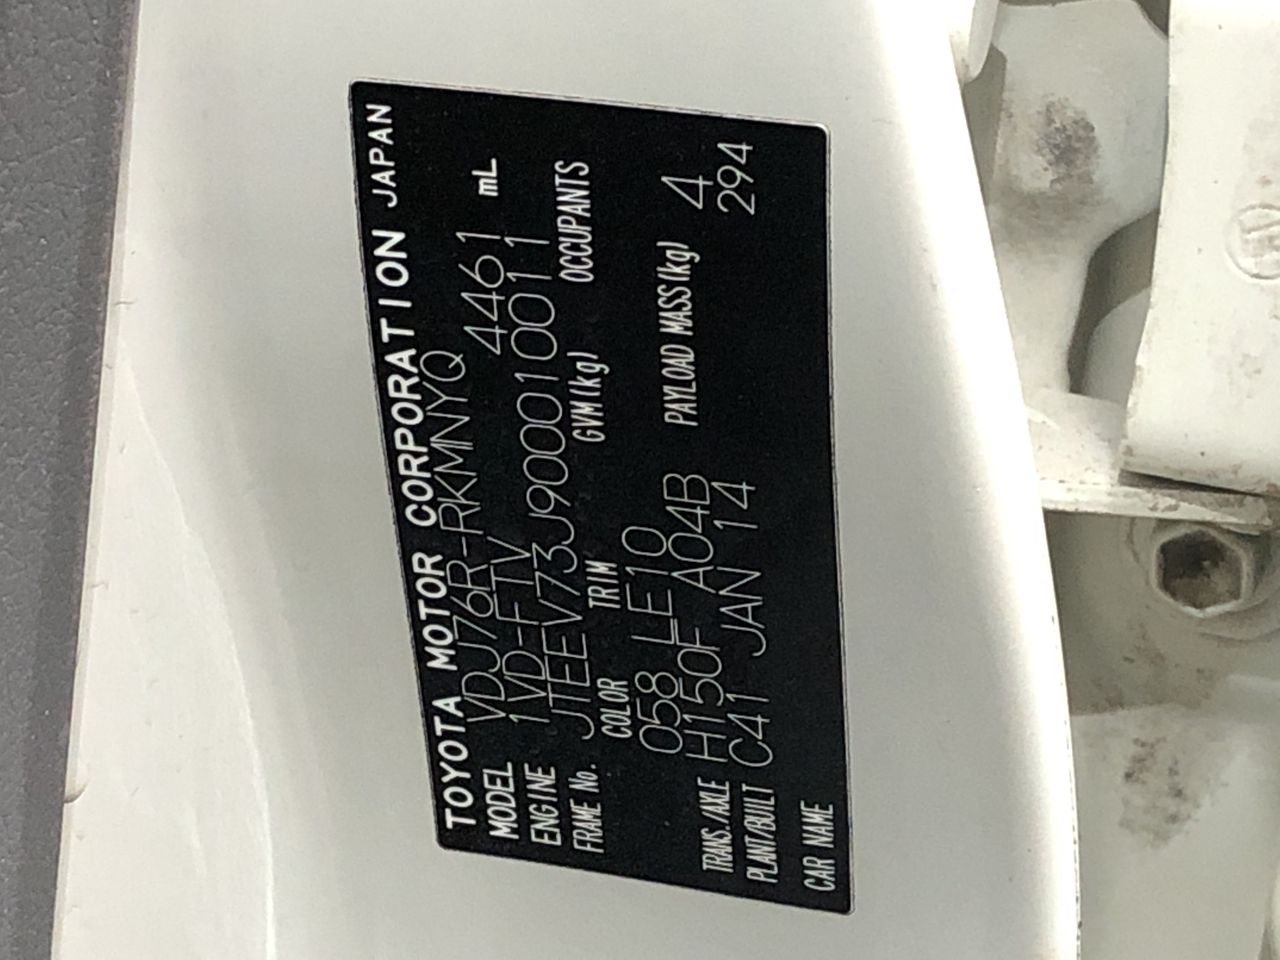 TOYOTA MOTOR CORPORATION JAPAN
MODEL VDJ76R-RKMNYQ
ENGINE 1VD-FTV 4461 mL
FRAME No. JTEEV73J900010011
COLOR TRIM GVM(kg) OCCUPANTS
058 LE10 4
TRANS./AXLE H150F A04B PAYLOAD MASS(kg) 294
PLANT/BUILT C41 JAN 14
CAR NAME